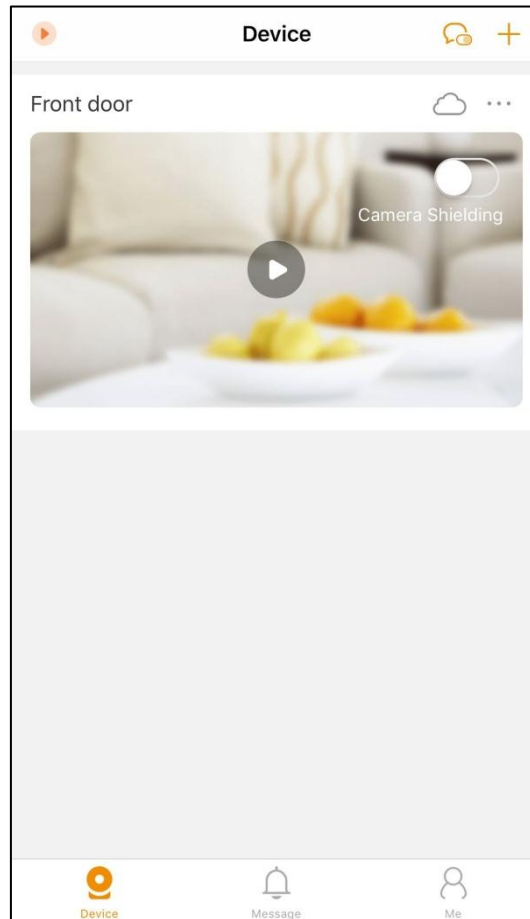 Device
Front door
Camera Shielding
Device
Message
Me